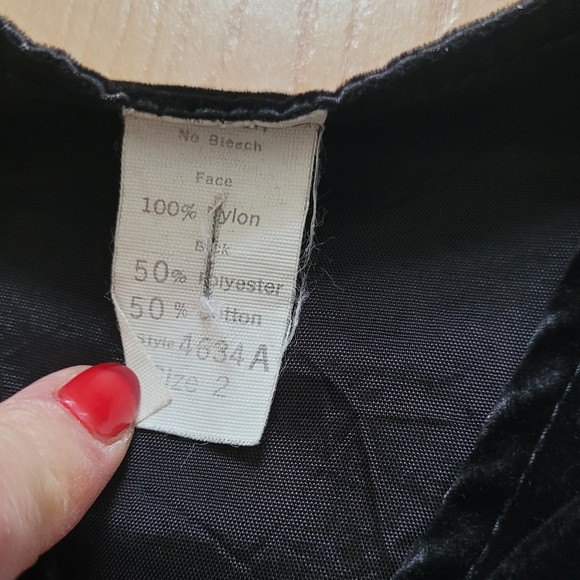 No Bleach
Face
100% Nylon
Back
50% Polyester
50% Cotton
Style 4634A
Size 2